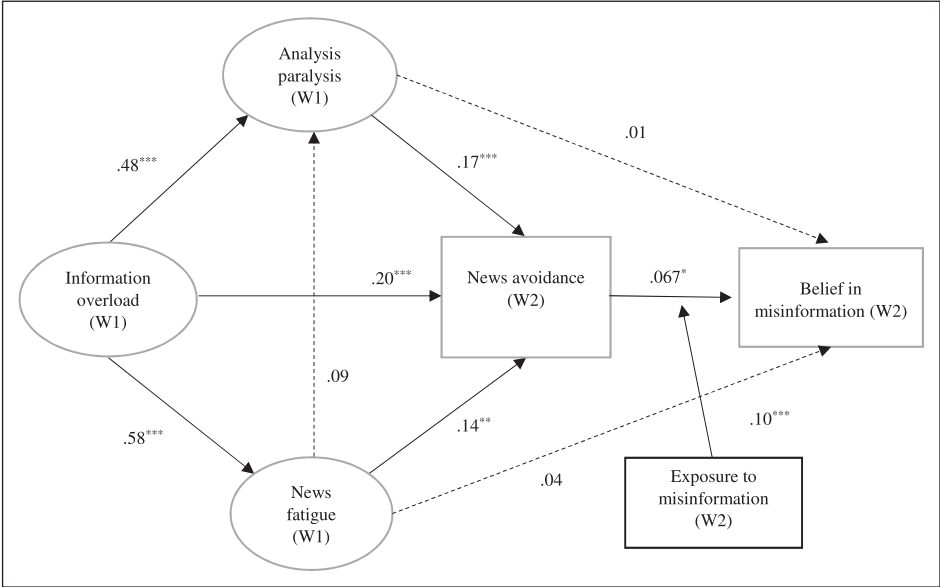 Analysis
paralysis
(W1)
.01
.48***
.17***
Information
overload
(W1)
.20***
News avoidance
(W2)
.067*
Belief in
misinformation (W2)
.09
.58***
.14**
.10***
.04
News
fatigue
(W1)
Exposure to
misinformation
(W2)